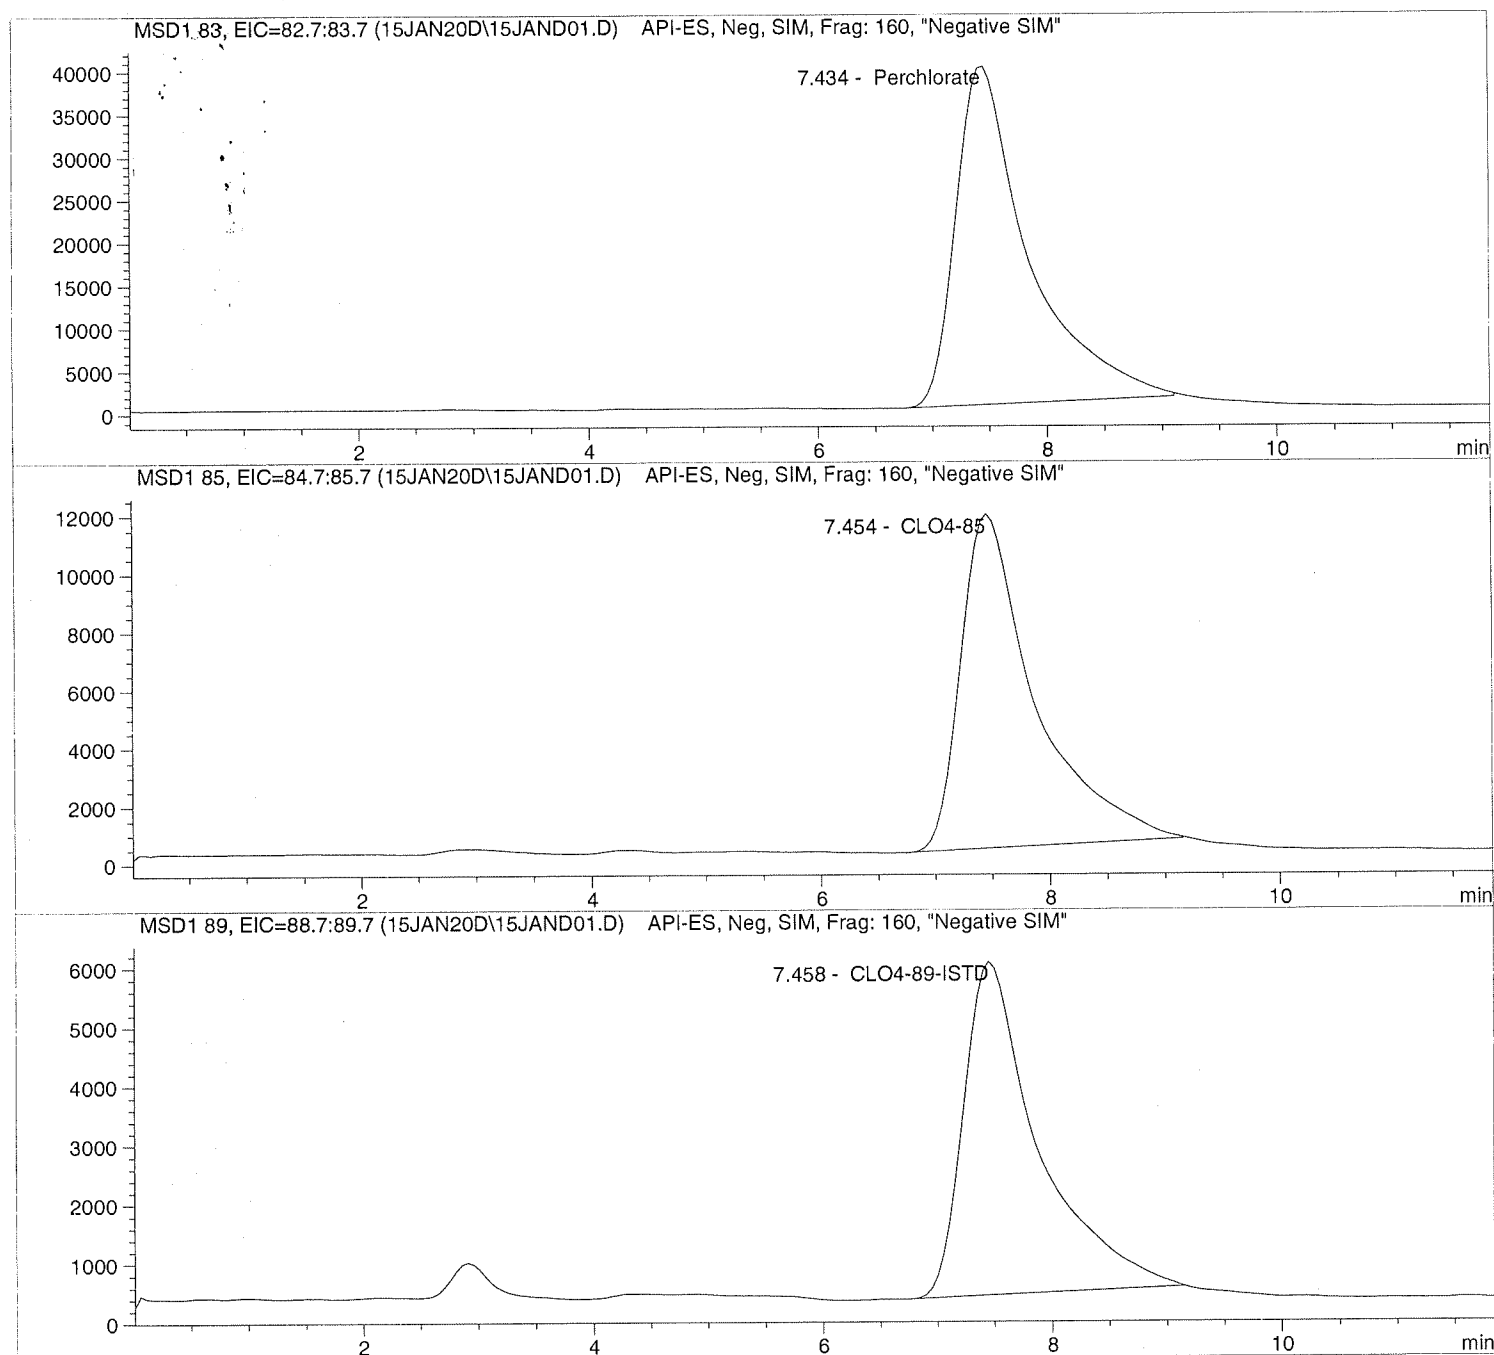 MSD1 83, EIC=82.7:83.7 (15JAN20D\15JAND01.D) API-ES, Neg, SIM, Frag: 160, "Negative SIM"
40000
7.434 - Perchlorate
35000
30000
25000
20000
15000
10000
5000
0
2 4 6 8 10 min
MSD1 85, EIC=84.7:85.7 (15JAN20D\15JAND01.D) API-ES, Neg, SIM, Frag: 160, "Negative SIM"
12000
7.454 - CLO4-85
10000
8000
6000
4000
2000
0
2 4 6 8 10 min
MSD1 89, EIC=88.7:89.7 (15JAN20D\15JAND01.D) API-ES, Neg, SIM, Frag: 160, "Negative SIM"
6000
7.458 - CLO4-89-ISTD
5000
4000
3000
2000
1000
0
2 4 6 8 10 min